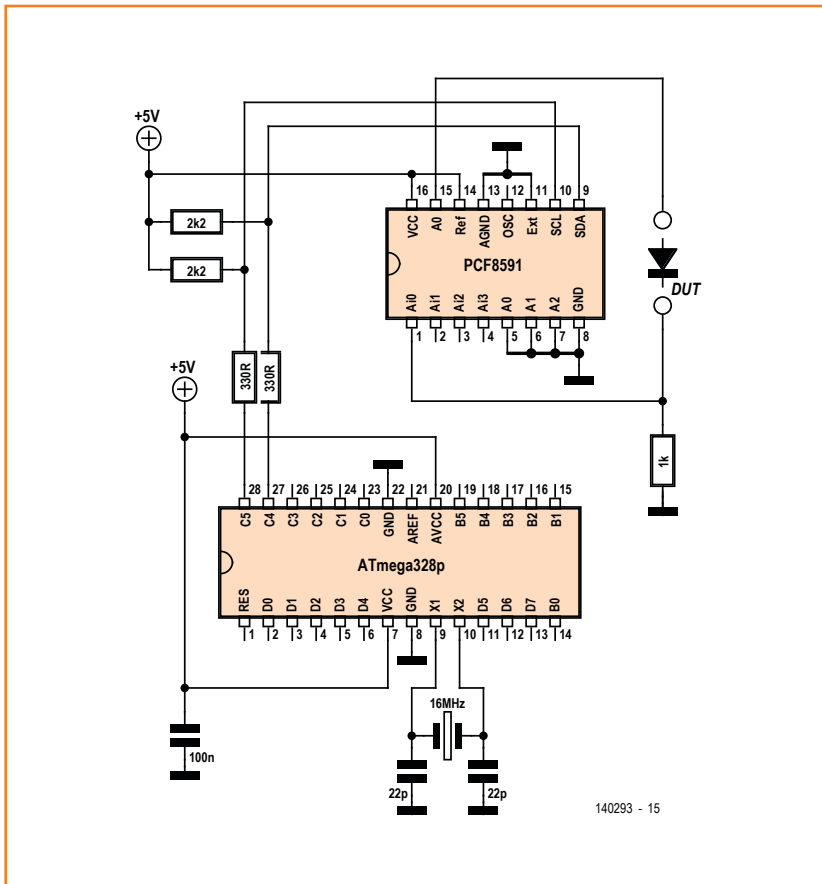 +5V
2k2
2k2
16 15 14 13 12 11 10 9
VCC A0 Ref AGND OSC Ext SCL SDA
PCF8591
Ai0 Ai1 Ai2 Ai3 A0 A1 A2 GND
1 2 3 4 5 6 7 8
DUT
+5V
330R 330R
1k
28 27 26 25 24 23 22 21 20 19 18 17 16 15
C5 C4 C3 C2 C1 C0 GND AREF AVCC B5 B4 B3 B2 B1
ATmega328p
RES D0 D1 D2 D3 D4 VCC GND X1 X2 D5 D6 D7 B0
1 2 3 4 5 6 7 8 9 10 11 12 13 14
16MHz
100n
22p 22p
140293 - 15